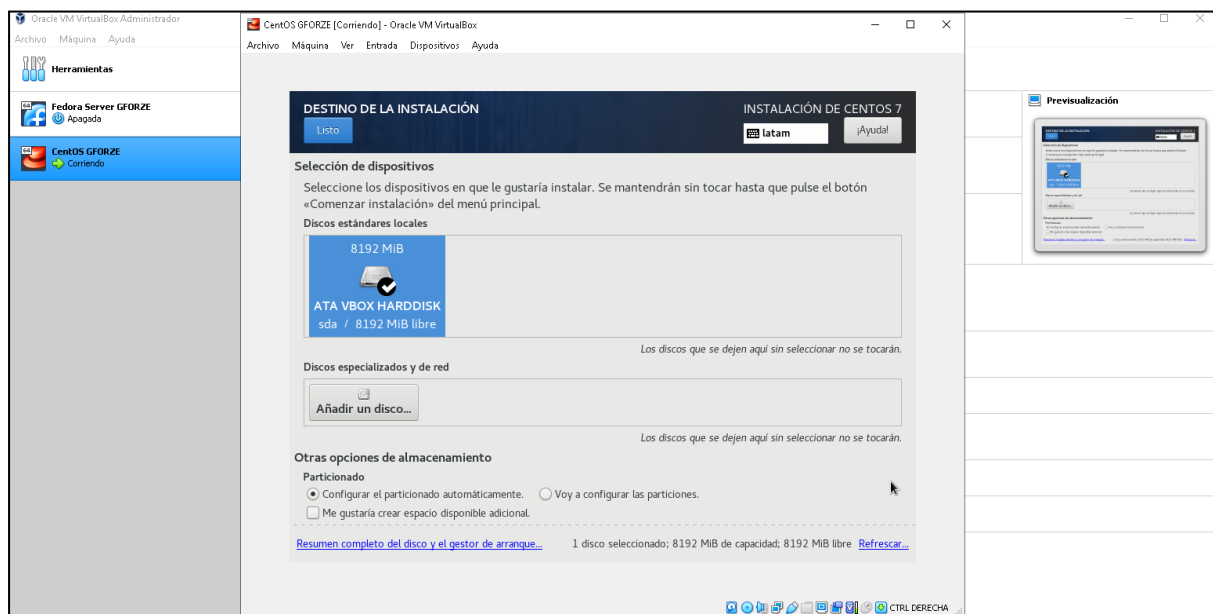 Oracle VM VirtualBox Administrador
Archivo Máquina Ayuda
Herramientas
Fedora Server GFORZE
Apagada
CentOS GFORZE
Corriendo
CentOS GFORZE [Corriendo] - Oracle VM VirtualBox
Archivo Máquina Ver Entrada Dispositivos Ayuda
DESTINO DE LA INSTALACIÓN
INSTALACIÓN DE CENTOS 7
Listo
latam
¡Ayuda!
Selección de dispositivos
Seleccione los dispositivos en que le gustaría instalar. Se mantendrán sin tocar hasta que pulse el botón
«Comenzar instalación» del menú principal.
Discos estándares locales
8192 MiB
ATA VBOX HARDDISK
sda / 8192 MiB libre
Los discos que se dejen aquí sin seleccionar no se tocarán.
Discos especializados y de red
Añadir un disco...
Los discos que se dejen aquí sin seleccionar no se tocarán.
Otras opciones de almacenamiento
Particionado
Configurar el particionado automáticamente. Voy a configurar las particiones.
Me gustaría crear espacio disponible adicional.
Resumen completo del disco y el gestor de arranque... 1 disco seleccionado; 8192 MiB de capacidad; 8192 MiB libre Refrescar...
CTRL DERECHA
Previsualización